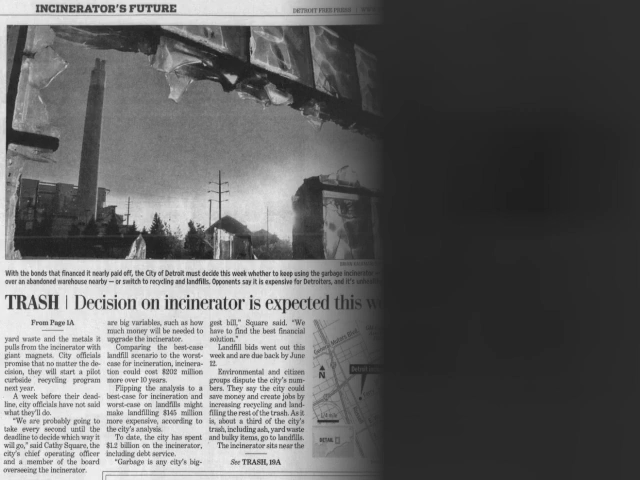 INCINERATOR'S FUTURE
DETROIT FREE PRESS
With the bonds that financed it nearly paid off, the City of Detroit must decide this week whether to keep using the garbage incinerator
over an abandoned warehouse nearby — or switch to recycling and landfills. Opponents say it is expensive for Detroiters, and it's
TRASH | Decision on incinerator is expected this
From Page 1A
yard waste and the metals it
pulls from the incinerator with
giant magnets. City officials
promise that no matter the de-
cision, they will start a pilot
curbside recycling program
next year.
A week before their dead-
line, city officials have not said
what they'll do.
"We are probably going to
take every second until the
deadline to decide which way it
will go," said Cathy Square, the
city's chief operating officer
and a member of the board
overseeing the incinerator.
are big variables, such as how
much money will be needed to
upgrade the incinerator.
Comparing the best-case
landfill scenario to the worst-
case for incineration, incinera-
tion could cost $202 million
more over 10 years.
Flipping the analysis to a
best-case for incineration and
worst-case on landfills might
make landfilling $145 million
more expensive, according to
the city's analysis.
To date, the city has spent
$1.2 billion on the incinerator,
including debt service.
"Garbage is any city's big-
gest hill," Square said. "We
have to find the best financial
solution."
Landfill bids went out this
week and are due back by June
12.
Environmental and citizen
groups dispute the city's num-
bers. They say the city could
save money and create jobs by
increasing recycling and land-
filling the rest of the trash. As it
is, about a third of the city's
trash, including ash, yard waste
and bulky items, go to landfills.
The incinerator sits near the
See TRASH, 19A
N
1/4 mile
DETAIL